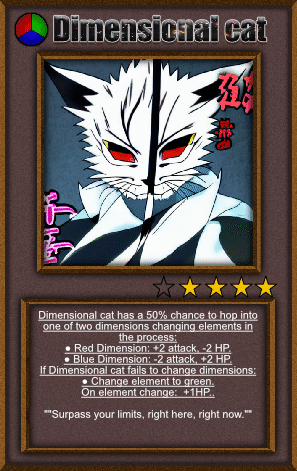 Dimensional cat
Dimensional cat has a 50% chance to hop into
one of two dimensions changing elements in
the process:
● Red Dimension: +2 attack, -2 HP.
● Blue Dimension: -2 attack, +2 HP.
If Dimensional cat fails to change dimensions:
● Change element to green.
On element change:  +1HP..
""Surpass your limits, right here, right now.""